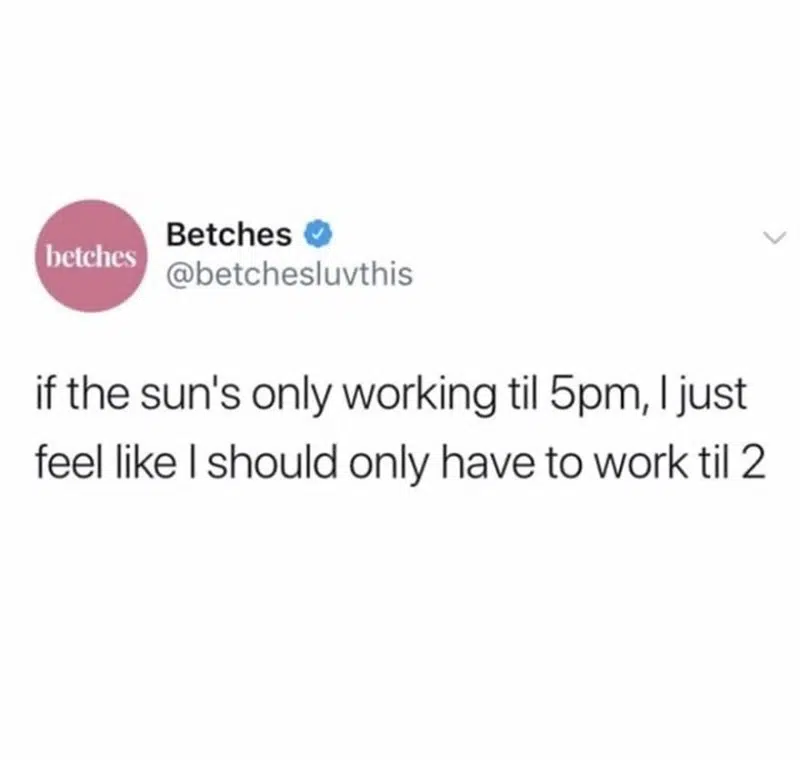 betches
Betches
@betchesluvthis
if the sun's only working til 5pm, I just
feel like I should only have to work til 2